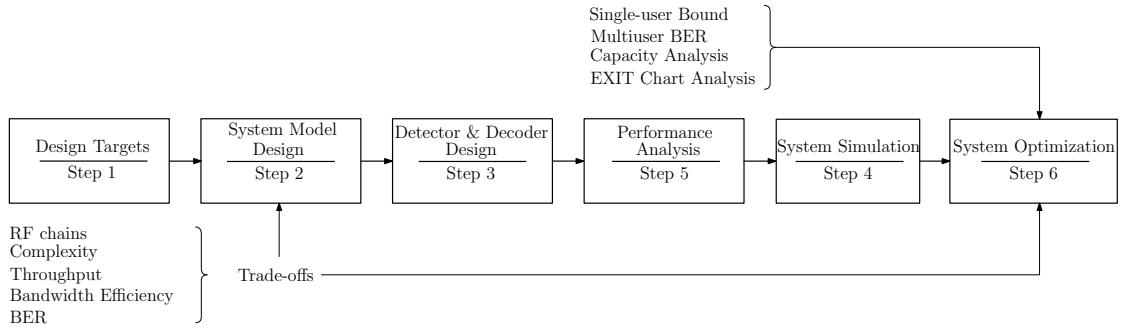 Single-user Bound
Multiuser BER
Capacity Analysis
EXIT Chart Analysis
Design Targets
Step 1
System Model
Design
Step 2
Detector & Decoder
Design
Step 3
Performance
Analysis
Step 5
System Simulation
Step 4
System Optimization
Step 6
RF chains
Complexity
Throughput
Bandwidth Efficiency
BER
Trade-offs